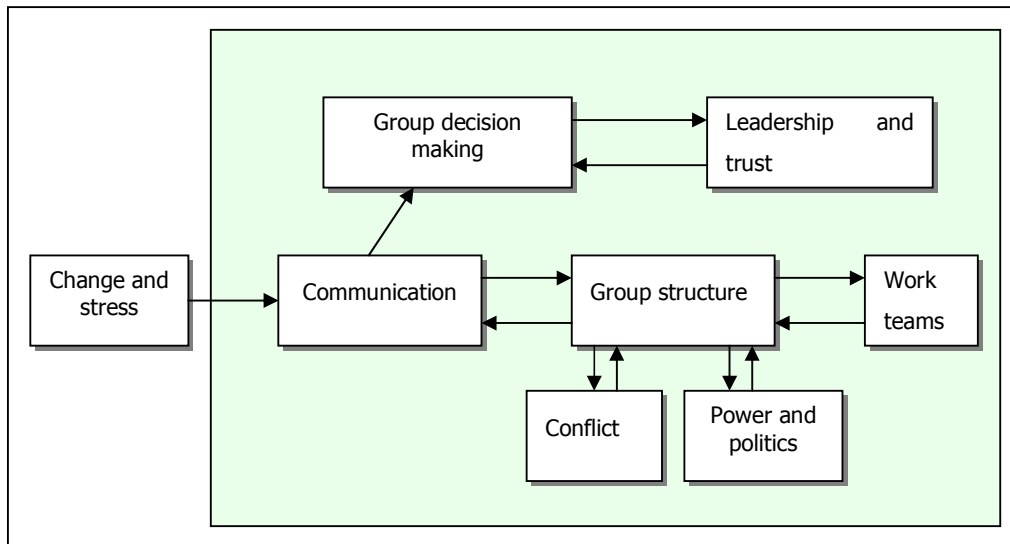 Group decision
making
Leadership and
trust
Change and
stress
Communication
Group structure
Work
teams
Conflict
Power and
politics